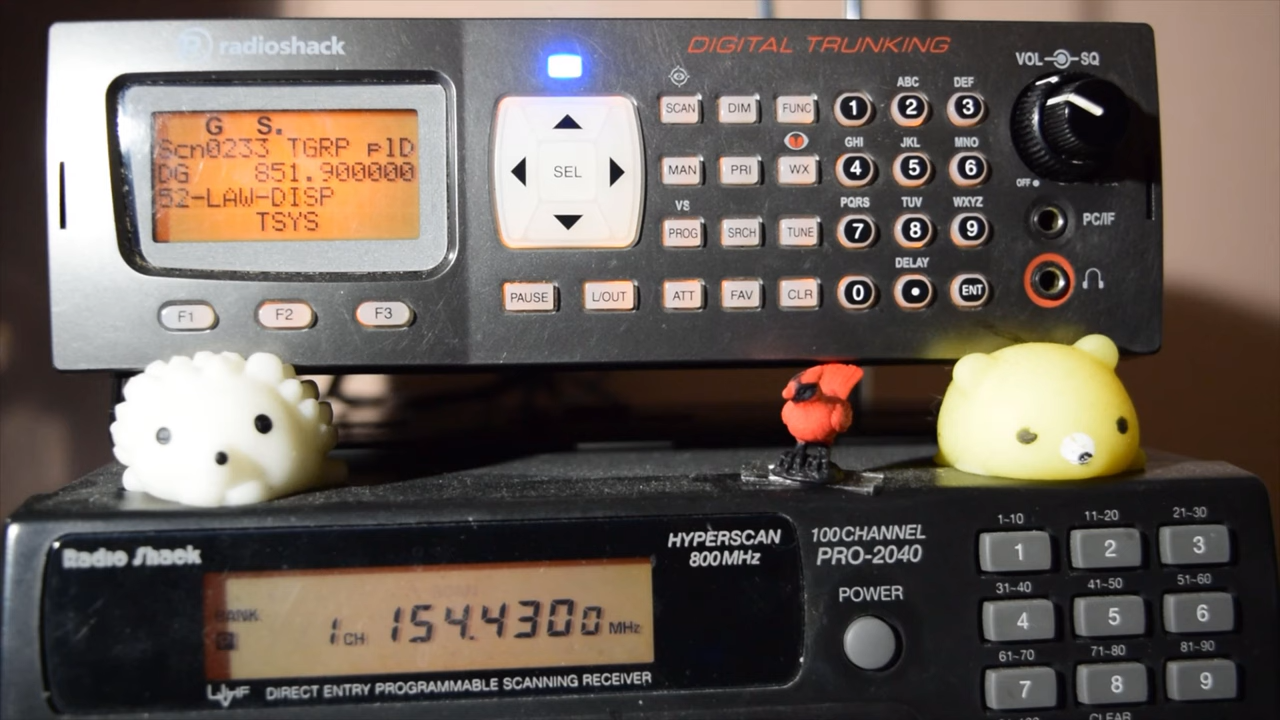 radioshack
DIGITAL TRUNKING
VOL SQ
G S.
Scn0233 TGRP plD
DG 851.900000
52-LAW-DISP
TSYS
F1 F2 F3
SEL
PAUSE L/OUT
ABC DEF
SCAN DIM FUNC 1 2 3
GHI JKL MNO
MAN PRI WX 4 5 6
OFF
VS PQRS TUV WXYZ
PROG SRCH TUNE 7 8 9
PC/IF
DELAY
ATT FAV CLR 0 • ENT
Radio Shack
HYPERSCAN
800MHz
100 CHANNEL
PRO-2040
POWER
BANK
1 CH 154.4300 MHz
DIRECT ENTRY PROGRAMMABLE SCANNING RECEIVER
1~10 11~20 21~30
1 2 3
31~40 41~50 51~60
4 5 6
61~70 71~80 81~90
7 8 9
CLEAR